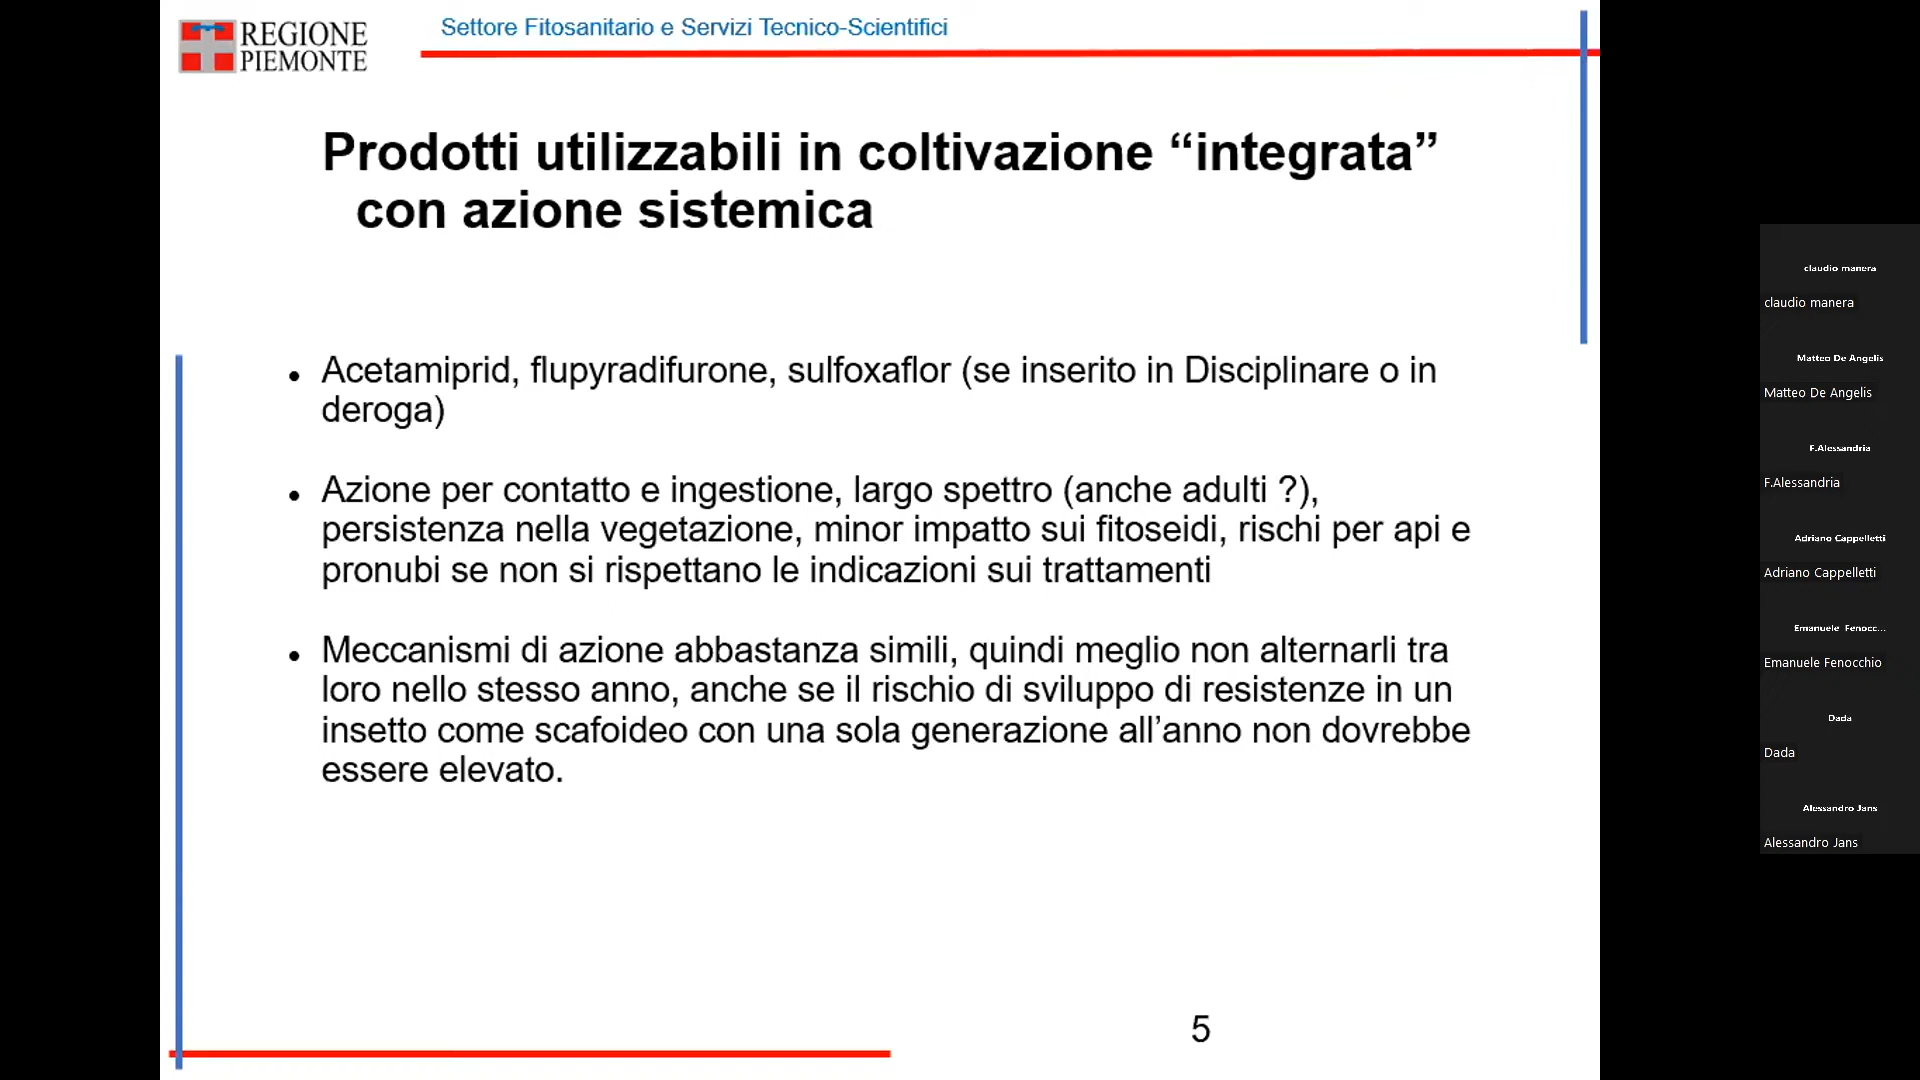 REGIONE
PIEMONTE
Settore Fitosanitario e Servizi Tecnico-Scientifici
Prodotti utilizzabili in coltivazione “integrata”
con azione sistemica
• Acetamiprid, flupyradifurone, sulfoxaflor (se inserito in Disciplinare o in
deroga)
• Azione per contatto e ingestione, largo spettro (anche adulti ?),
persistenza nella vegetazione, minor impatto sui fitoseidi, rischi per api e
pronubi se non si rispettano le indicazioni sui trattamenti
• Meccanismi di azione abbastanza simili, quindi meglio non alternarli tra
loro nello stesso anno, anche se il rischio di sviluppo di resistenze in un
insetto come scafoideo con una sola generazione all’anno non dovrebbe
essere elevato.
5
claudio manera
claudio manera
Matteo De Angelis
Matteo De Angelis
F.Alessandria
F.Alessandria
Adriano Cappelletti
Adriano Cappelletti
Emanuele Fenocc...
Emanuele Fenocchio
Dada
Dada
Alessandro Jans
Alessandro Jans